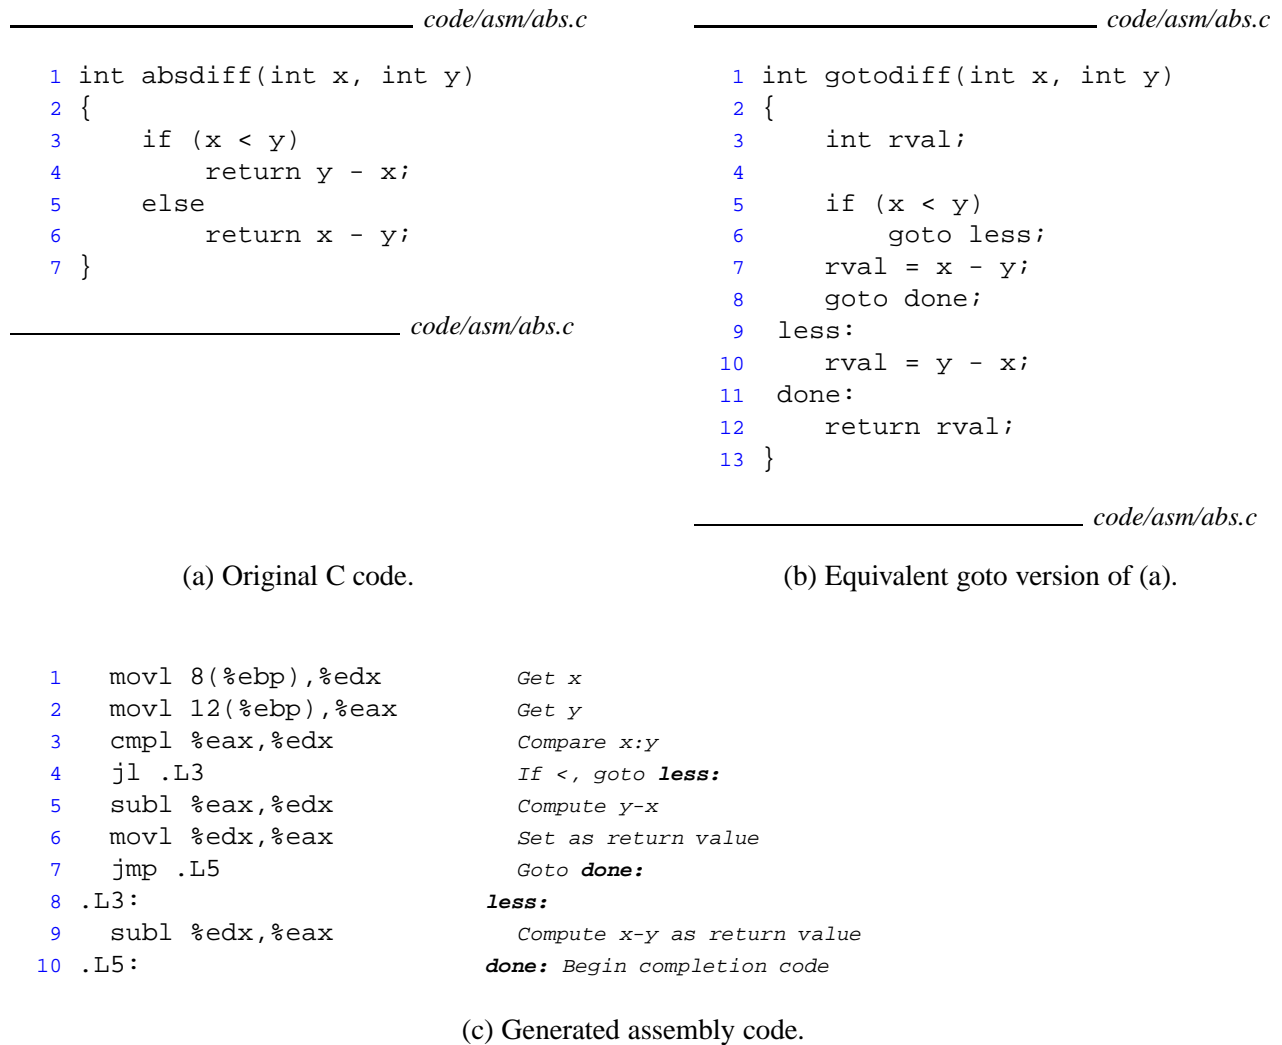 code/asm/abs.c
1 int absdiff(int x, int y)
2 {
3     if (x < y)
4         return y - x;
5     else
6         return x - y;
7 }
code/asm/abs.c
(a) Original C code.
code/asm/abs.c
1 int gotodiff(int x, int y)
2 {
3     int rval;
4
5     if (x < y)
6         goto less;
7     rval = x - y;
8     goto done;
9  less:
10     rval = y - x;
11  done:
12     return rval;
13 }
code/asm/abs.c
(b) Equivalent goto version of (a).
1   movl 8(%ebp),%edx   Get x
2   movl 12(%ebp),%eax   Get y
3   cmpl %eax,%edx   Compare x:y
4   jl .L3   If <, goto less:
5   subl %eax,%edx   Compute y-x
6   movl %edx,%eax   Set as return value
7   jmp .L5   Goto done:
8 .L3:   less:
9   subl %edx,%eax   Compute x-y as return value
10 .L5:   done: Begin completion code
(c) Generated assembly code.